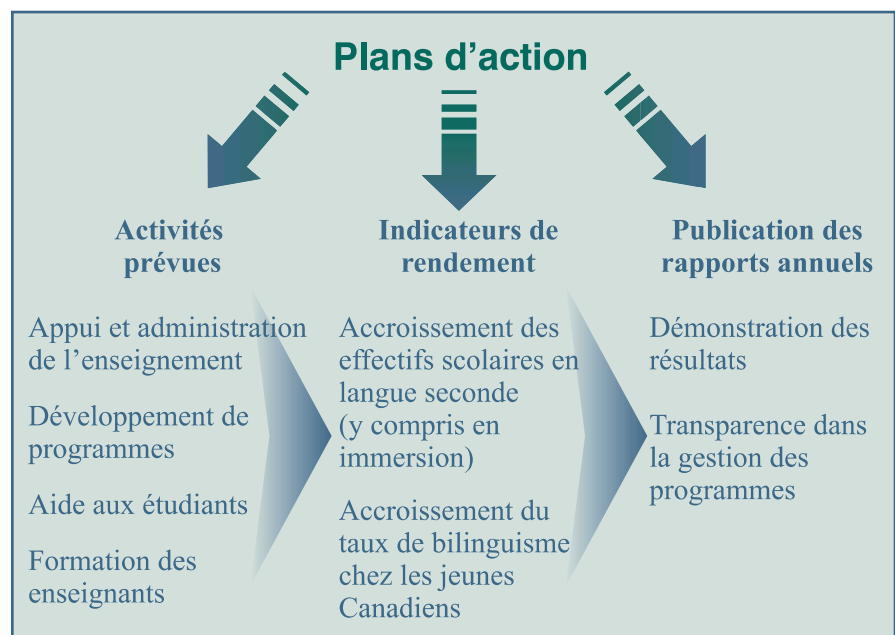 Plans d’action
Activités
prévues
Appui et administration
de l’enseignement
Développement de
programmes
Aide aux étudiants
Formation des
enseignants
Indicateurs de
rendement
Accroissement des
effectifs scolaires en
langue seconde
(y compris en
immersion)
Accroissement du
taux de bilinguisme
chez les jeunes
Canadiens
Publication des
rapports annuels
Démonstration des
résultats
Transparence dans
la gestion des
programmes